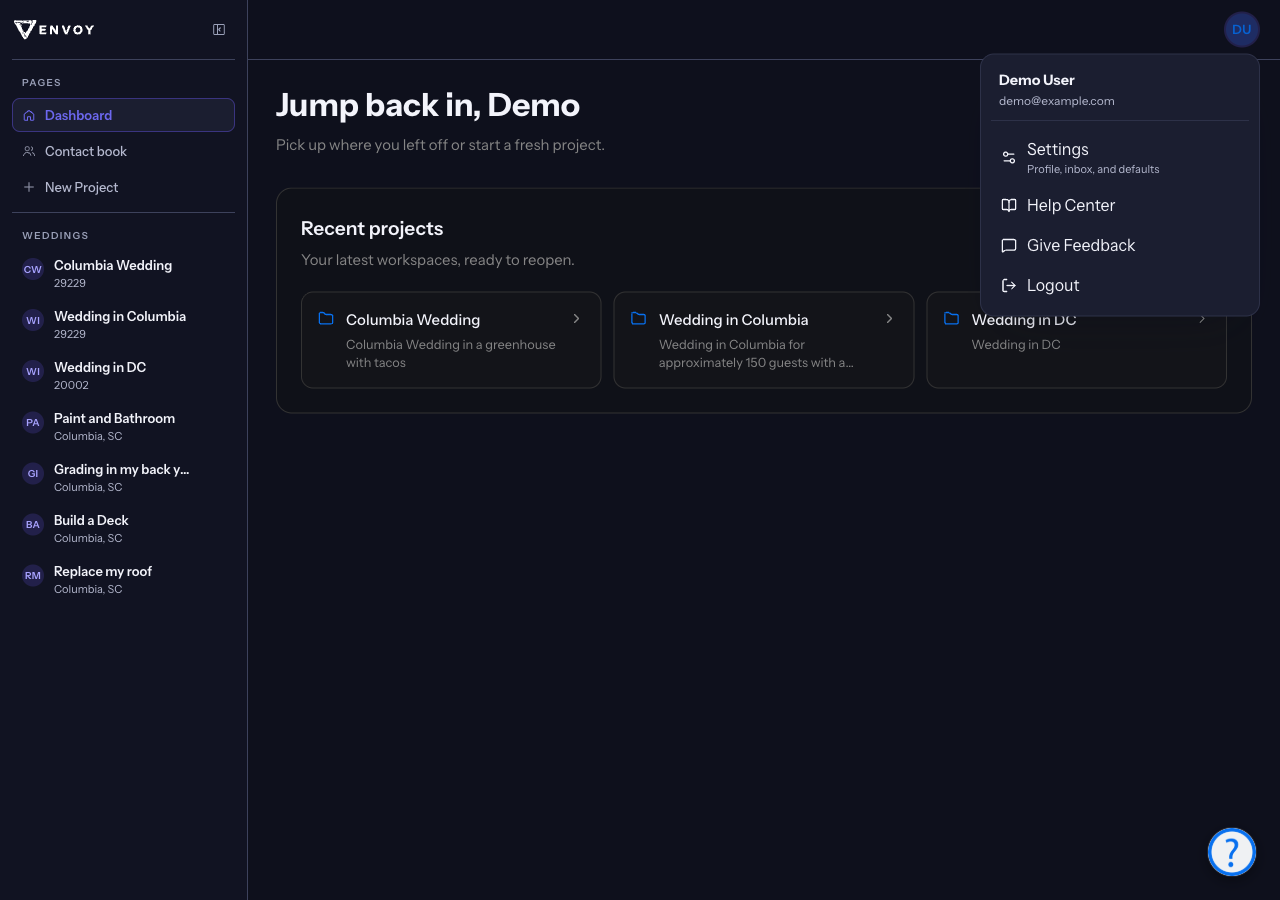 ENVOY
PAGES
Dashboard
Contact book
New Project
WEDDINGS
CW
Columbia Wedding
29229
WI
Wedding in Columbia
29229
WI
Wedding in DC
20002
PA
Paint and Bathroom
Columbia, SC
GI
Grading in my back y...
Columbia, SC
BA
Build a Deck
Columbia, SC
RM
Replace my roof
Columbia, SC
DU
Demo User
demo@example.com
Settings
Profile, inbox, and defaults
Help Center
Give Feedback
Logout
Jump back in, Demo
Pick up where you left off or start a fresh project.
Recent projects
Your latest workspaces, ready to reopen.
Columbia Wedding
Columbia Wedding in a greenhouse
with tacos
Wedding in Columbia
Wedding in Columbia for
approximately 150 guests with a...
Wedding in DC
Wedding in DC
?